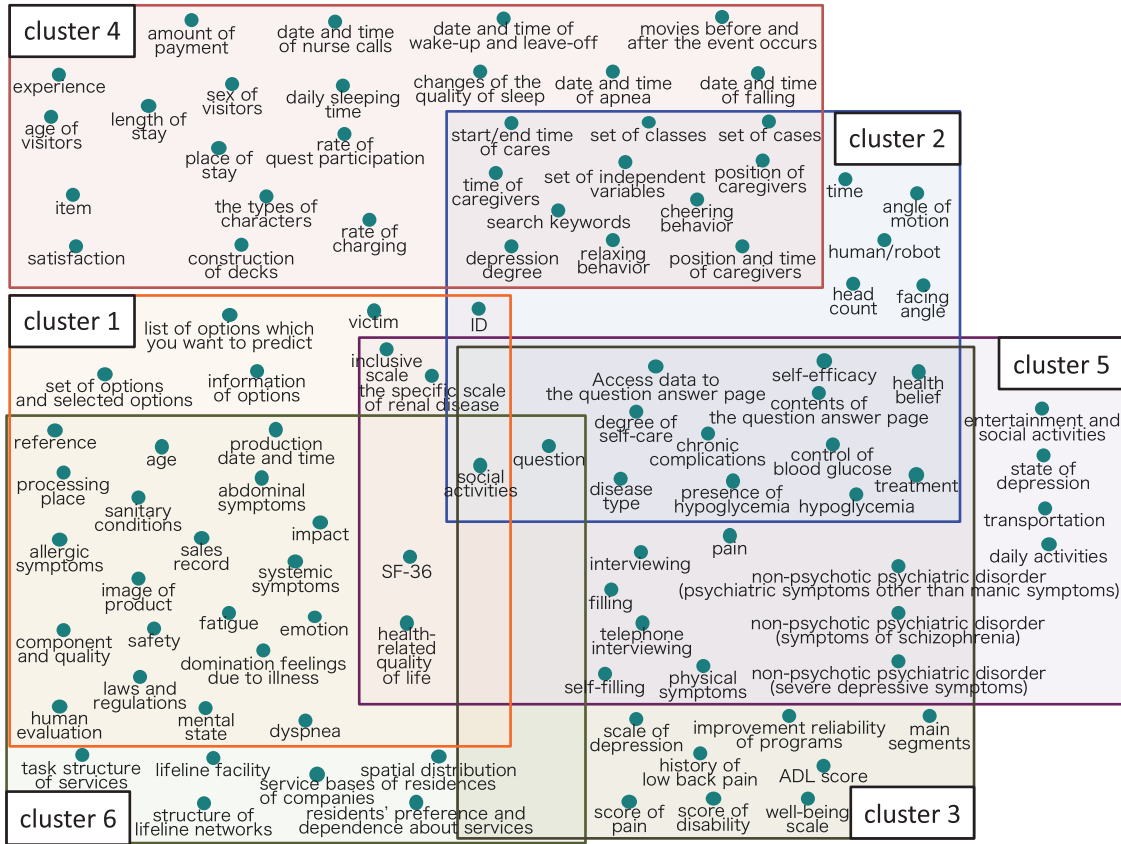 cluster 4
amount of
payment
date and time
of nurse calls
date and time of
wake-up and leave-off
movies before and
after the event occurs
experience
sex of
visitors
daily sleeping
time
changes of the
quality of sleep
date and time
of apnea
date and time
of falling
age of
visitors
length of
stay
place of
stay
rate of
quest participation
item
the types of
characters
rate of
charging
satisfaction
construction
of decks
start/end time
of cares
set of classes
set of cases
cluster 2
time of
caregivers
set of independent
variables
position of
caregivers
search keywords
cheering
behavior
depression
degree
relaxing
behavior
position and time
of caregivers
time
angle of
motion
human/robot
head
count
facing
angle
cluster 1
list of options which
you want to predict
victim
ID
set of options
and selected options
information
of options
inclusive
scale
the specific scale
of renal disease
cluster 5
Access data to
the question answer page
self-efficacy
health
belief
contents of
the question answer page
degree of
self-care
chronic
complications
control of
blood glucose
question
social
activities
disease
type
presence of
hypoglycemia
hypoglycemia
treatment
entertainment and
social activities
state of
depression
transportation
daily activities
reference
age
production
date and time
processing
place
sanitary
conditions
abdominal
symptoms
impact
allergic
symptoms
sales
record
systemic
symptoms
image of
product
fatigue
emotion
component
and quality
safety
domination feelings
due to illness
laws and
regulations
human
evaluation
mental
state
dyspnea
SF-36
health-
related
quality
of life
interviewing
pain
non-psychotic psychiatric disorder
(psychiatric symptoms other than manic symptoms)
filling
telephone
interviewing
non-psychotic psychiatric disorder
(symptoms of schizophrenia)
self-filling
physical
symptoms
non-psychotic psychiatric disorder
(severe depressive symptoms)
scale of
depression
improvement reliability
of programs
main
segments
history of
low back pain
ADL score
score of
pain
score of
disability
well-being
scale
cluster 3
task structure
of services
lifeline facility
service bases of residences
of companies
spatial distribution
structure of
lifeline networks
residents' preference and
dependence about services
cluster 6